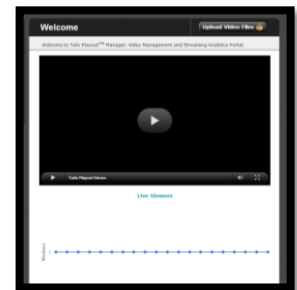 Welcome
Upload Video Files
Welcome to Tulix Playout™ Manager: Video Management and Streaming Analytics Portal.
Tulix Playout Demo
Live Viewers